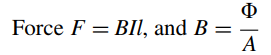 Force F = BIl, and B = Φ/A